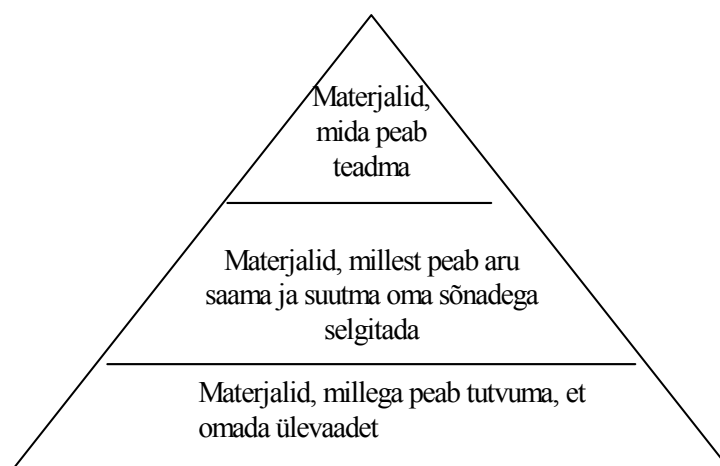 Materjalid,
mida peab
teadma
Materjalid, millest peab aru
saama ja suutma oma sõnadega
selgitada
Materjalid, millega peab tutvuma, et
omada ülevaadet